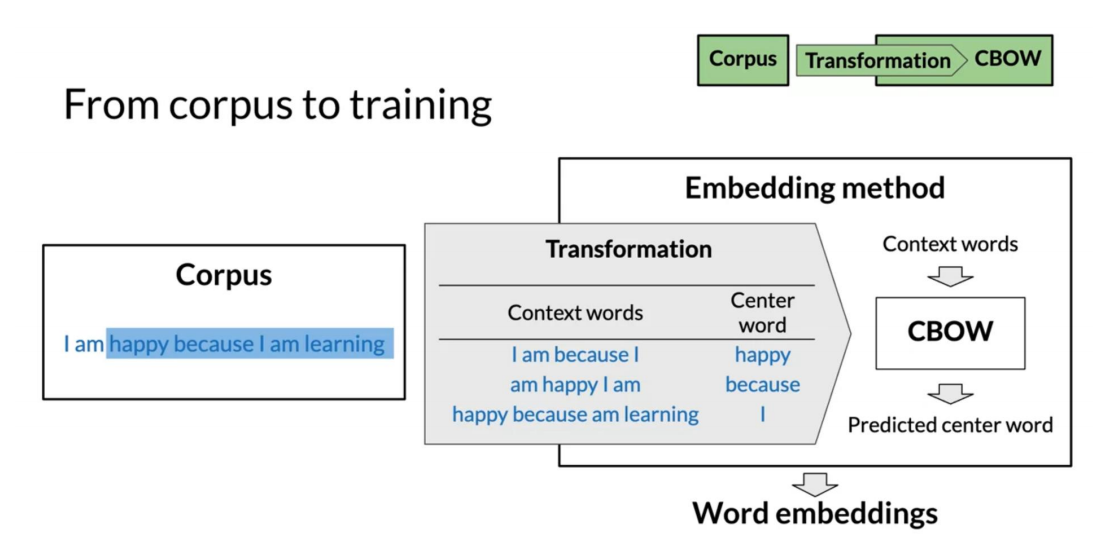 Corpus
Transformation
CBOW
From corpus to training
Corpus
I am happy because I am learning
Embedding method
Transformation
Context words
Center
word
I am because I
happy
am happy I am
because
happy because am learning
I
Context words
CBOW
Predicted center word
Word embeddings